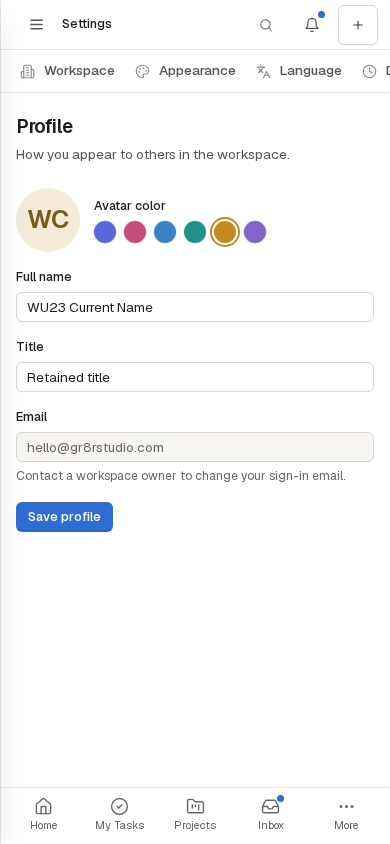 Settings
Workspace Appearance Language
Profile
How you appear to others in the workspace.
WC
Avatar color
Full name
WU23 Current Name
Title
Retained title
Email
hello@gr8rstudio.com
Contact a workspace owner to change your sign-in email.
Save profile
Home My Tasks Projects Inbox More